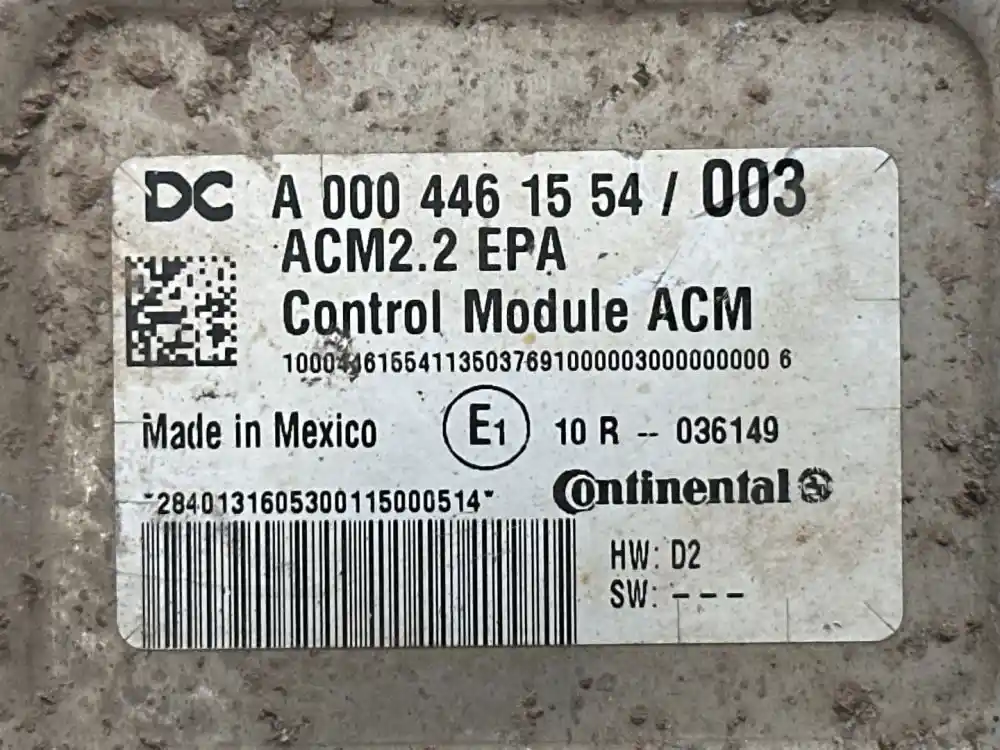 DC A 000 446 15 54 / 003
ACM2.2 EPA
Control Module ACM
10004461554113503769100000300000000 6
Made in Mexico E1 10 R -- 036149
*2840131605300115000514*
Continental
HW: D2
SW: ---